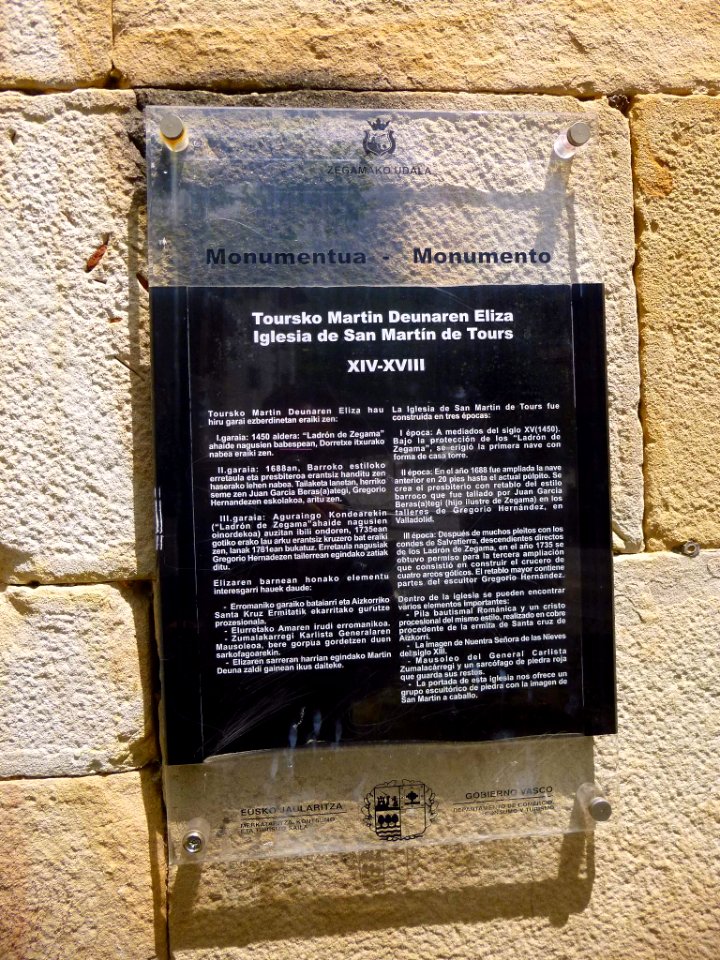 ZEGAMAKO UDALA
Monumentua - Monumento
Toursko Martin Deunaren Eliza
Iglesia de San Martín de Tours
XIV-XVIII
Toursko Martin Deunaren Eliza hau
hiru garai ezberdinetan eraiki zen:
I.garaia: 1450 aldera: “Ladrón de Zegama”
ahaide nagusien babespean, Dorretxe itxurako
nabea eraiki zen.
II.garaia: 1688an, Barroko estiloko
erretaula eta presbiteroa erantsiz handitu zen
haserako lehen nabea. Tailaketa lanetan, herriko
seme zen Juan Garcia Beras(a)ategi, Gregorio
Hernandezen eskolakoa, aritu zen.
III.garaia: Aguraingo Kondearekin
(“Ladrón de Zegama”ahaide nagusien
oinordekoa) auzitan ibili ondoren, 1735ean
gotiko erako lau arku erantsiz kruzero bat eraiki
zen, lanak 1781ean bukatuz. Erretaula nagusiak
Gregorio Hernadezen tailerrean egindako zatiak
ditu.
Elizaren barnean honako elementu
interesgarri hauek daude:
- Erromaniko garaiko bataiarri eta Aizkorriko
Santa Kruz Ermitatik ekarritako gurutze
prozesionala.
- Elurretako Amaren irudi erromanikoa.
- Zumalakarregi Karlista Generalaren
Mausoleoa, bere gorpua gordetzen duen
sarkofagoarekin.
- Elizaren sarreran harrian egindako Martin
Deuna zaldi gainean ikus daiteke.
La Iglesia de San Martín de Tours fue
construida en tres épocas:
I época: A mediados del siglo XV(1450).
Bajo la protección de los “Ladrón de
Zegama”, se erigió la primera nave con
forma de casa torre.
II época: En el año 1688 fue ampliada la nave
anterior en 20 pies hasta el actual púlpito. Se
crea el presbiterio con retablo del estilo
barroco que fue tallado por Juan García
Beras(a)tegi (hijo ilustre de Zegama) en los
talleres de Gregorio Hernández, en
Valladolid.
III época: Después de muchos pleitos con los
condes de Salvatierra, descendientes directos
de los Ladrón de Zegama, en el año 1735 se
obtuvo permiso para la tercera ampliación
que consistió en construir el crucero de
cuatro arcos góticos. El retablo mayor contiene
partes del escultor Gregorio Hernández.
Dentro de la iglesia se pueden encontrar
varios elementos importantes:
- Pila bautismal Románica y un cristo
procesional del mismo estilo, realizado en cobre
procedente de la ermita de Santa cruz de
Aizkorri.
- La imagen de Nuentra Señora de las Nieves
del siglo XIII.
- Mausoleo del General Carlista
Zumalacárregi y un sarcófago de piedra roja
que guarda sus restos.
- La portada de esta iglesia nos ofrece un
grupo escultórico de piedra con la imagen de
San Martín a caballo.
EUSKO JAURLARITZA
MERKATARITZA, KONTSUMO
ETA TURISMO SAILA
GOBIERNO VASCO
DEPARTAMENTO DE COMERCIO
CONSUMO Y TURISMO